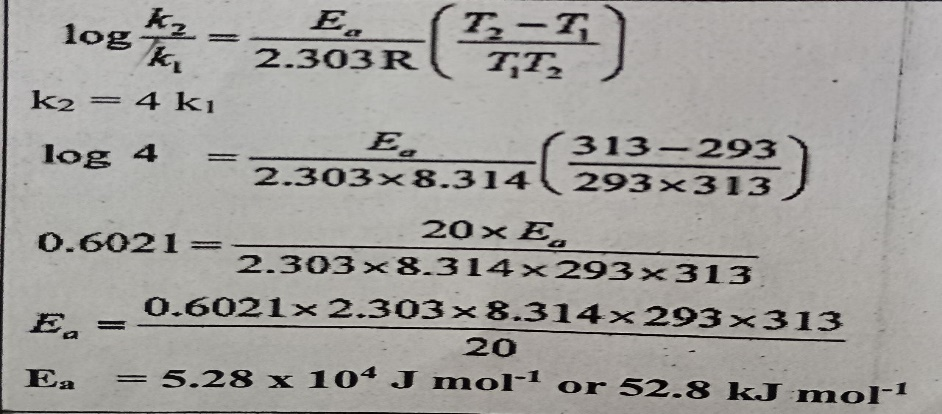 log k₂/k₁ = Eₐ/2.303 R (T₂ − T₁/T₁T₂)
k₂ = 4 k₁
log 4 = Eₐ/2.303×8.314 (313−293/293×313)
0.6021 = 20×Eₐ/2.303×8.314×293×313
Eₐ = 0.6021×2.303×8.314×293×313/20
Ea = 5.28 x 10⁴ J mol⁻¹ or 52.8 kJ mol⁻¹